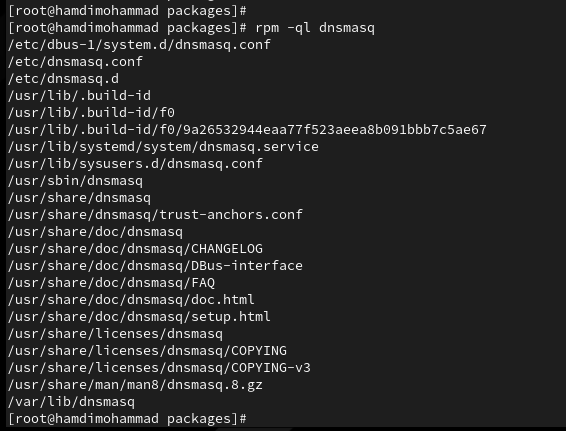 [root@hamdimohammad packages]#
[root@hamdimohammad packages]# rpm -ql dnsmasq
/etc/dbus-1/system.d/dnsmasq.conf
/etc/dnsmasq.conf
/etc/dnsmasq.d
/usr/lib/.build-id
/usr/lib/.build-id/f0
/usr/lib/.build-id/f0/9a26532944eaa77f523aeea8b091bbb7c5ae67
/usr/lib/systemd/system/dnsmasq.service
/usr/lib/sysusers.d/dnsmasq.conf
/usr/sbin/dnsmasq
/usr/share/dnsmasq
/usr/share/dnsmasq/trust-anchors.conf
/usr/share/doc/dnsmasq
/usr/share/doc/dnsmasq/CHANGELOG
/usr/share/doc/dnsmasq/DBus-interface
/usr/share/doc/dnsmasq/FAQ
/usr/share/doc/dnsmasq/doc.html
/usr/share/doc/dnsmasq/setup.html
/usr/share/licenses/dnsmasq
/usr/share/licenses/dnsmasq/COPYING
/usr/share/licenses/dnsmasq/COPYING-v3
/usr/share/man/man8/dnsmasq.8.gz
/var/lib/dnsmasq
[root@hamdimohammad packages]#